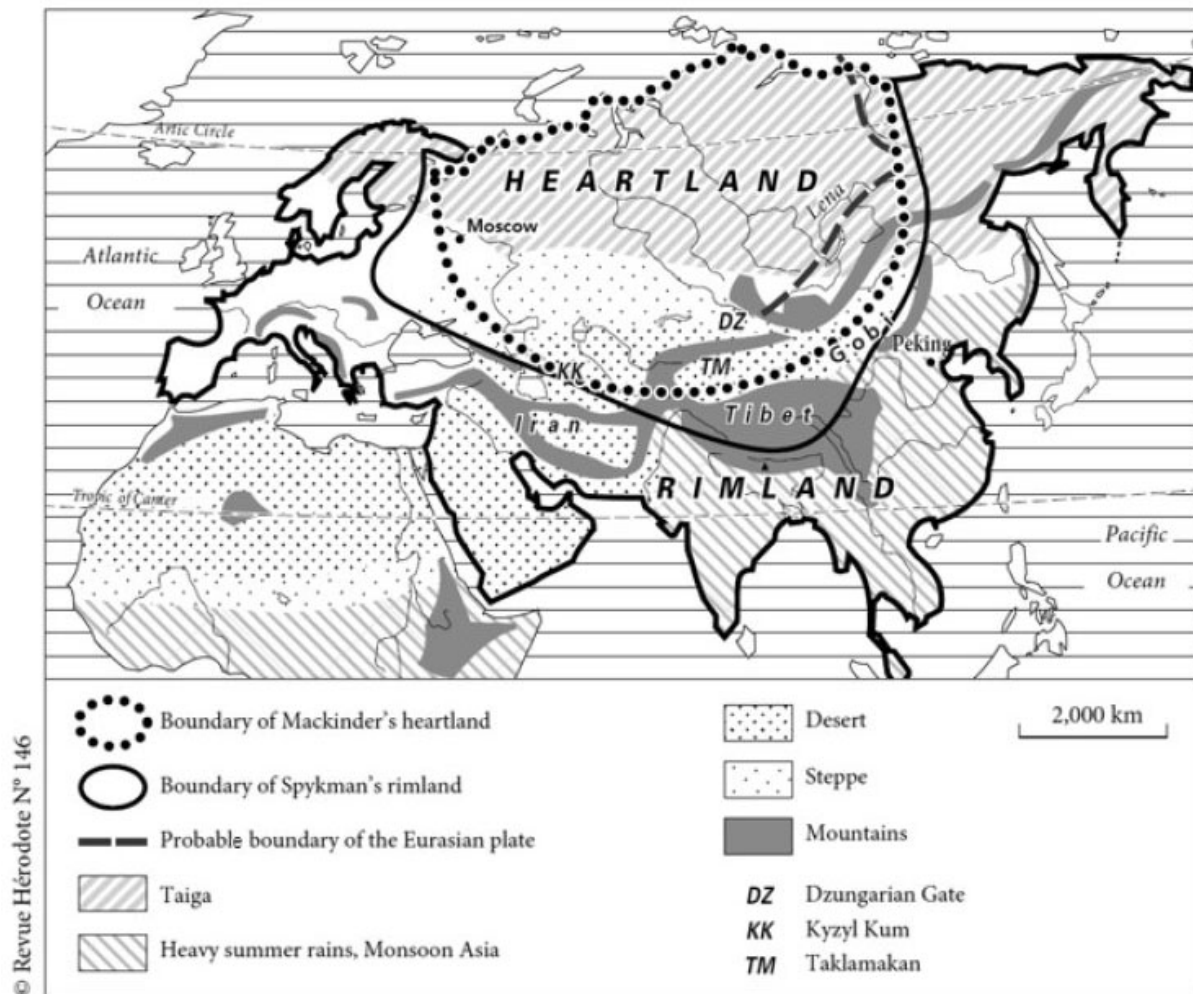 Artic Circle
HEARTLAND
Lena
Moscow
Atlantic
Ocean
DZ
Gobi
Peking
KK
TM
Tibet
Iran
Tropic of Cancer
RIMLAND
Pacific
Ocean
Boundary of Mackinder's heartland
Boundary of Spykman's rimland
Probable boundary of the Eurasian plate
Taiga
Heavy summer rains, Monsoon Asia
Desert
Steppe
Mountains
DZ Dzungarian Gate
KK Kyzyl Kum
TM Taklamakan
2,000 km
© Revue Hérodote N° 146